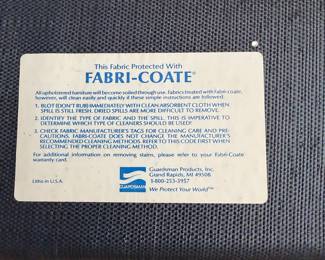 This Fabric Protected With
FABRI-COATE®
All upholstered furniture will become soiled through use. Fabrics treated with Fabri-coate,
however, will clean easily and quickly if these simple instructions are followed:
1. BLOT (DON'T RUB) IMMEDIATELY WITH CLEAN ABSORBENT CLOTH WHEN
SPILL IS STILL FRESH. DRIED SPILLS ARE MORE DIFFICULT TO REMOVE.
2. IDENTIFY THE TYPE OF FABRIC AND THE SPILL. THIS IS IMPERATIVE TO
DETERMINE WHICH TYPE OF CLEANERS SHOULD BE USED!
3. CHECK FABRIC MANUFACTURER'S TAGS FOR CLEANING CARE AND PRE-
CAUTIONS. FABRI-COATE DOES NOT CHANGE THE MANUFACTURER'S
RECOMMENDED CLEANING METHODS. REFER TO THIS CODE FIRST WHEN
SELECTING THE PROPER CLEANING METHOD.
For additional information on removing stains, please refer to your Fabri-Coate
warranty card.
Guardsman Products, Inc.
Grand Rapids, MI 49508
1-800-253-3957
Litho in U.S.A.
GUARDSMAN
We Protect Your World™